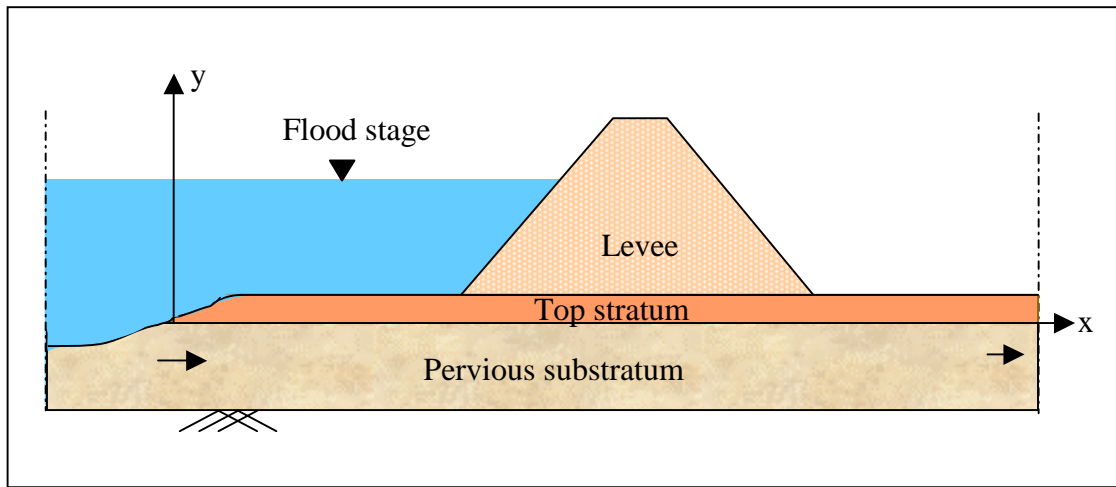 y
Flood stage
Levee
Top stratum
x
Pervious substratum